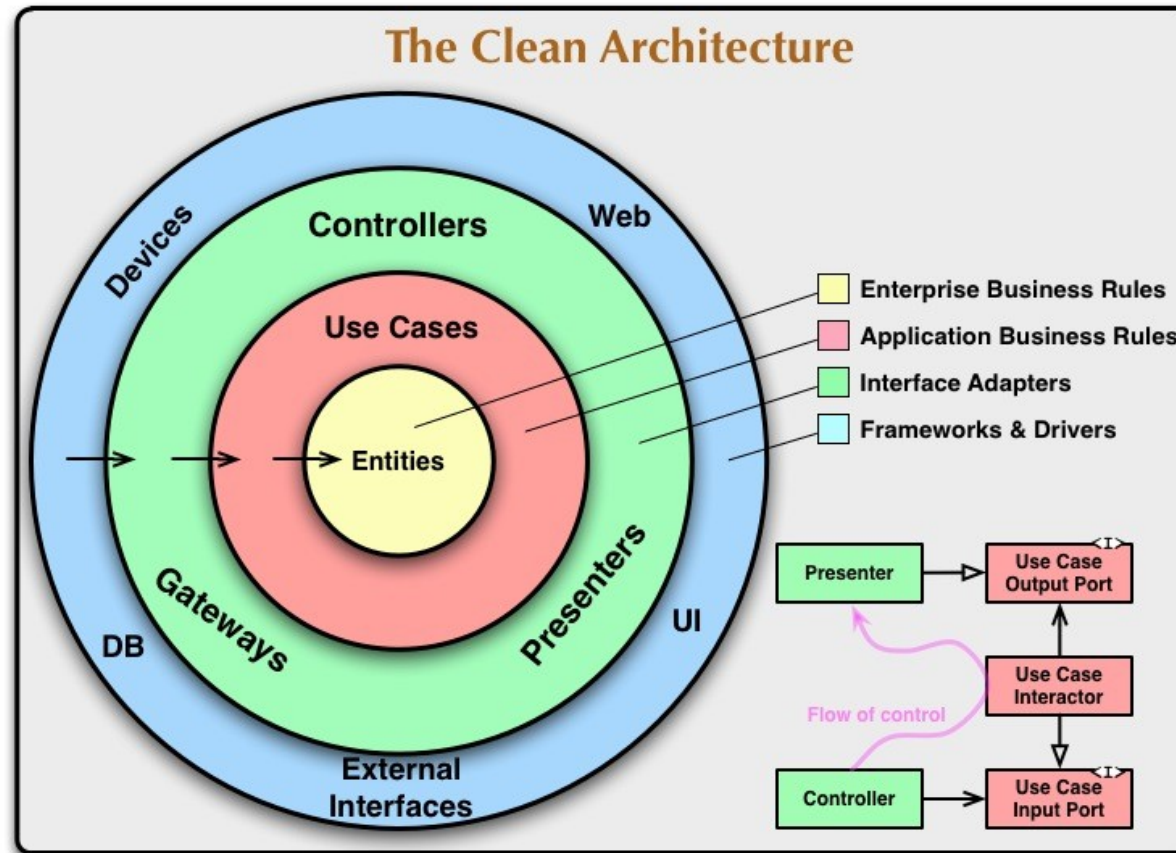 The Clean Architecture
Devices
Controllers
Web
Use Cases
Entities
Gateways
Presenters
DB
UI
External
Interfaces
Enterprise Business Rules
Application Business Rules
Interface Adapters
Frameworks & Drivers
Presenter
<I>
Use Case
Output Port
Use Case
Interactor
Flow of control
Controller
<I>
Use Case
Input Port